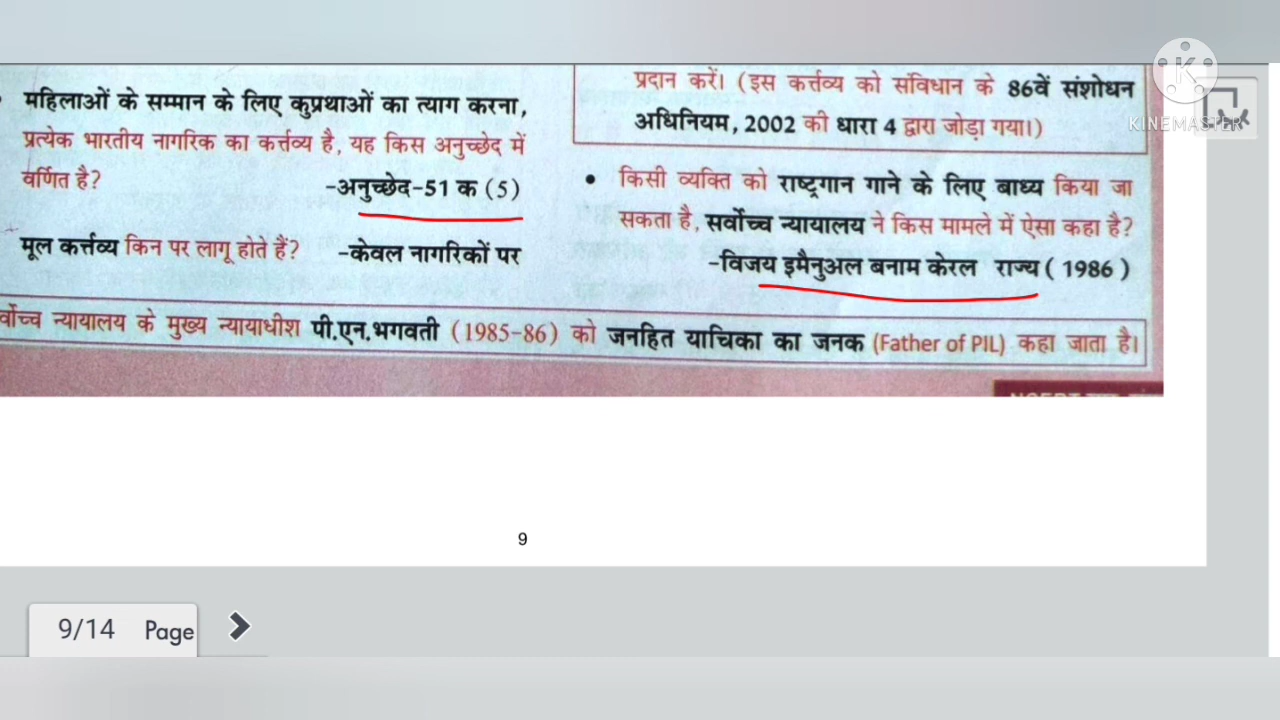 महिलाओं के सम्मान के लिए कुप्रथाओं का त्याग करना,
प्रत्येक भारतीय नागरिक का कर्त्तव्य है, यह किस अनुच्छेद में
वर्णित है?
-अनुच्छेद-51 क (5)
मूल कर्त्तव्य किन पर लागू होते हैं? -केवल नागरिकों पर
प्रदान करें। (इस कर्त्तव्य को संविधान के 86वें संशोधन
अधिनियम, 2002 की धारा 4 द्वारा जोड़ा गया।)
• किसी व्यक्ति को राष्ट्रगान गाने के लिए बाध्य किया जा
सकता है, सर्वोच्च न्यायालय ने किस मामले में ऐसा कहा है?
-विजय इमैनुअल बनाम केरल राज्य ( 1986 )
र्वोच्च न्यायालय के मुख्य न्यायाधीश पी.एन.भगवती (1985-86) को जनहित याचिका का जनक (Father of PIL) कहा जाता है।
K
KINEMASTER
9
9/14 Page